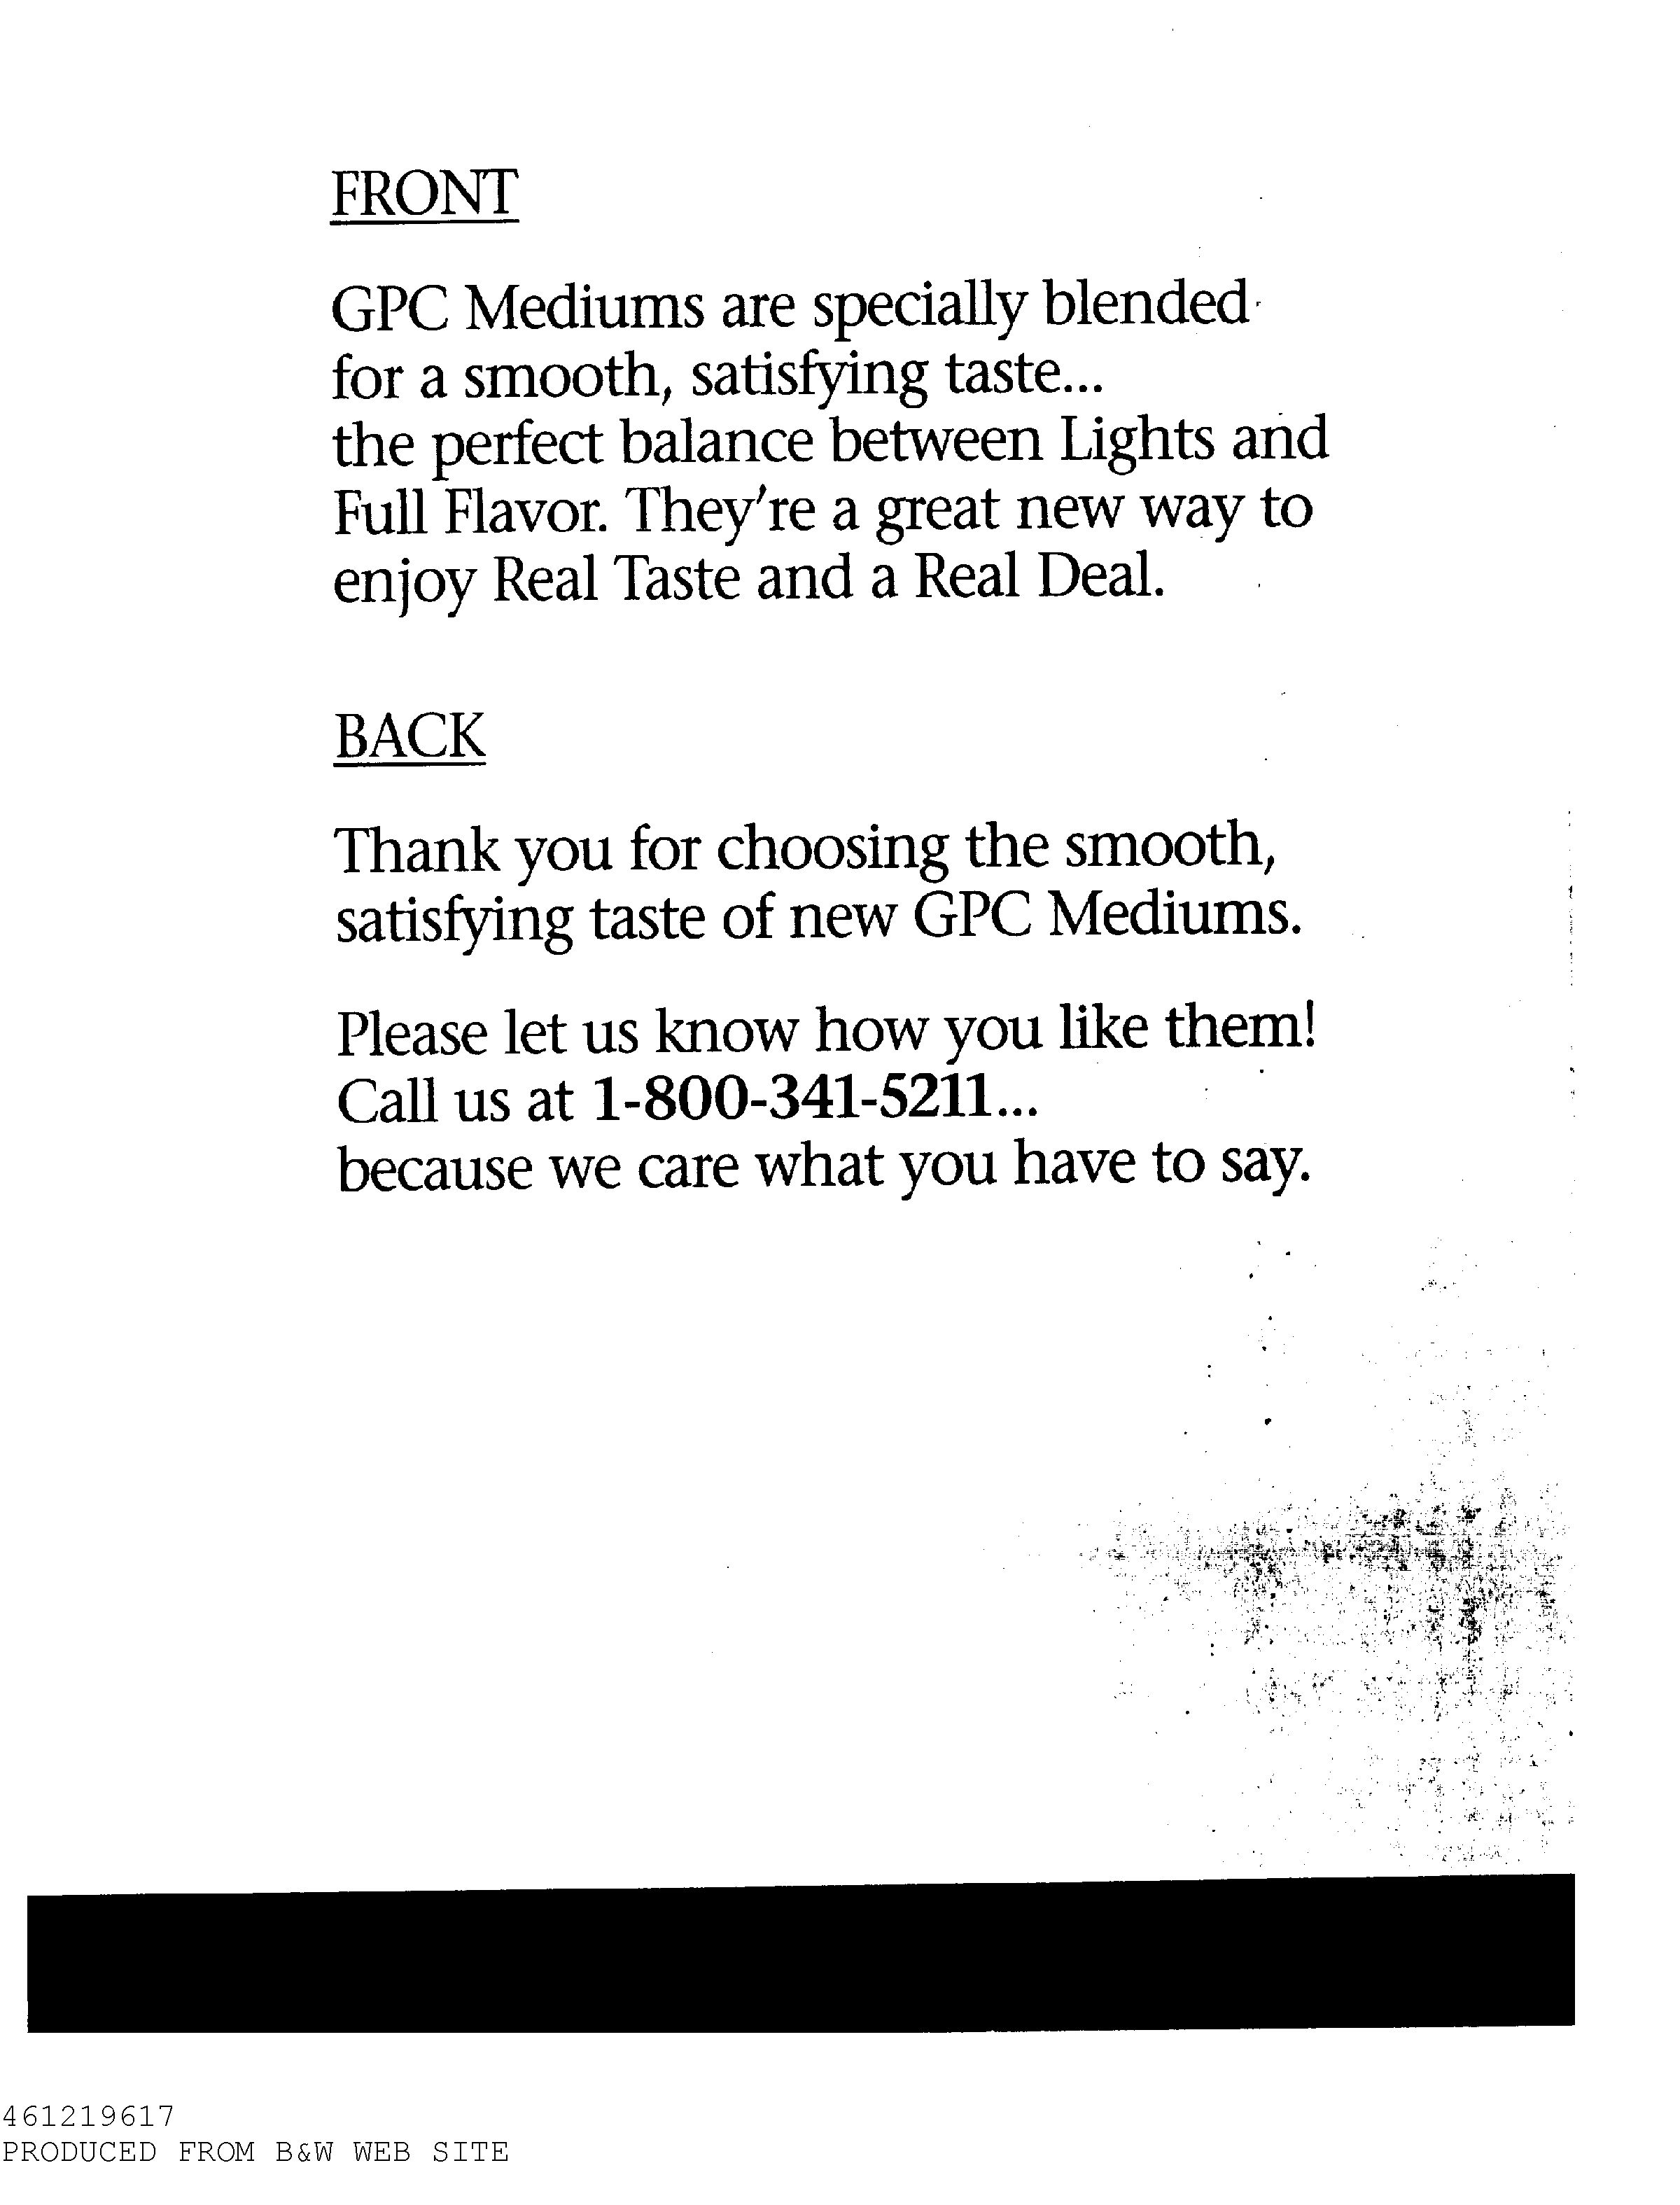 FRONT
GPC Mediums are specially blended
for a smooth, satisfying taste...
the perfect balance between Lights and
Full Flavor. They're a great new way to
enjoy Real Taste and a Real Deal.
BACK
Thank you for choosing the smooth,
satisfying taste of new GPC Mediums.
Please let us know how you like them!
Call us at 1-800-341-5211...
because we care what you have to say.
461219617
PRODUCED FROM B&W WEB SITE